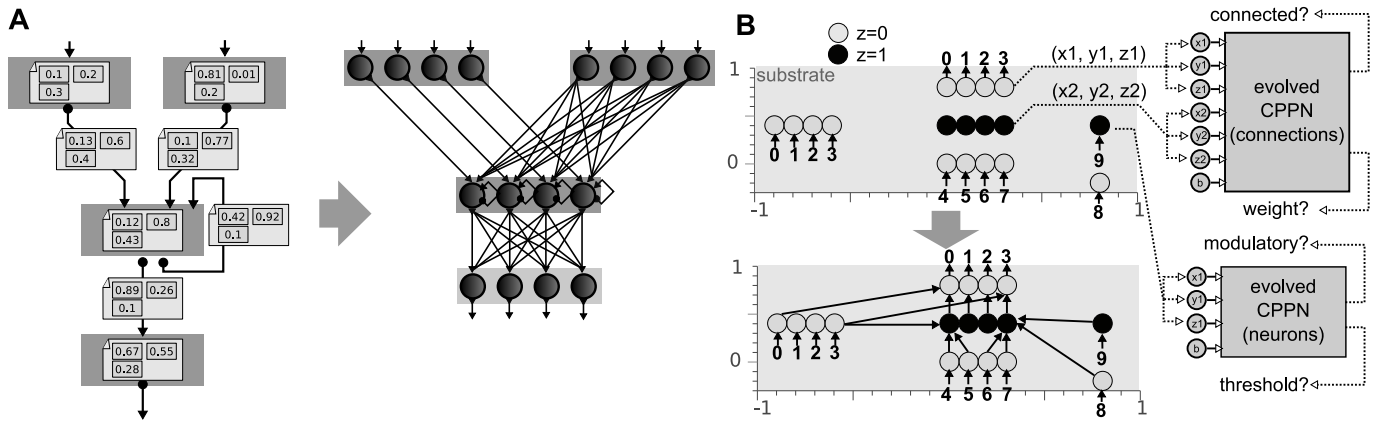 A
0.1 0.2
0.3
0.81 0.01
0.2
0.13 0.6
0.4
0.1 0.77
0.32
0.12 0.8
0.43
0.42 0.92
0.1
0.89 0.26
0.1
0.67 0.55
0.28
B
z=0
z=1
1
substrate
0 1 2 3
0 1 2 3
0
4 5 6 7
9
8
-1
1
(x1, y1, z1)
(x2, y2, z2)
connected?
x1
y1
z1
x2
y2
z2
b
evolved
CPPN
(connections)
weight?
1
0 1 2 3
0 1 2 3
0
4 5 6 7
9
8
-1
1
modulatory?
x1
y1
z1
b
evolved
CPPN
(neurons)
threshold?